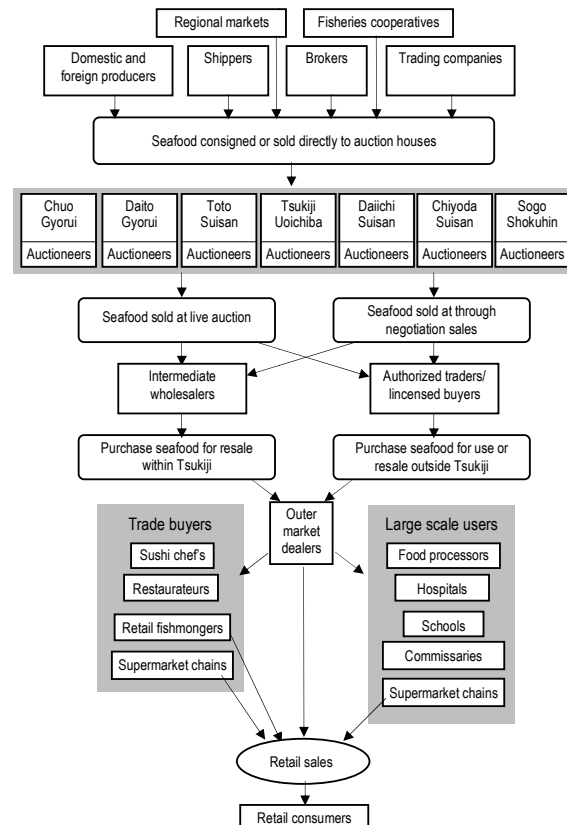 Regional markets
Fisheries cooperatives
Domestic and
foreign producers
Shippers
Brokers
Trading companies
Seafood consigned or sold directly to auction houses
Chuo
Gyorui
Auctioneers
Daito
Gyorui
Auctioneers
Toto
Suisan
Auctioneers
Tsukiji
Uoichiba
Auctioneers
Daiichi
Suisan
Auctioneers
Chiyoda
Suisan
Auctioneers
Sogo
Shokuhin
Auctioneers
Seafood sold at live auction
Seafood sold at through
negotiation sales
Intermediate
wholesalers
Authorized traders/
lincensed buyers
Purchase seafood for resale
within Tsukiji
Purchase seafood for use or
resale outside Tsukiji
Outer
market
dealers
Trade buyers
Sushi chef's
Restaurateurs
Retail fishmongers
Supermarket chains
Large scale users
Food processors
Hospitals
Schools
Commissaries
Supermarket chains
Retail sales
Retail consumers